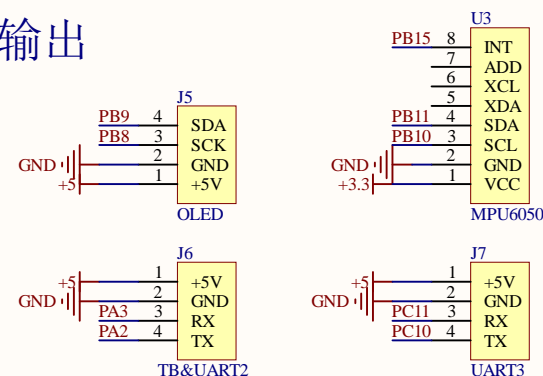 输出
J5
PB9 4 SDA
PB8 3 SCK
GND 2 GND
+5 1 +5V
OLED
U3
PB15 8 INT
7 ADD
6 XCL
5 XDA
PB11 4 SDA
PB10 3 SCL
GND 2 GND
+3.3 1 VCC
MPU6050
J6
+5 1 +5V
GND 2 GND
PA3 3 RX
PA2 4 TX
TB&UART2
J7
+5 1 +5V
GND 2 GND
PC11 3 RX
PC10 4 TX
UART3